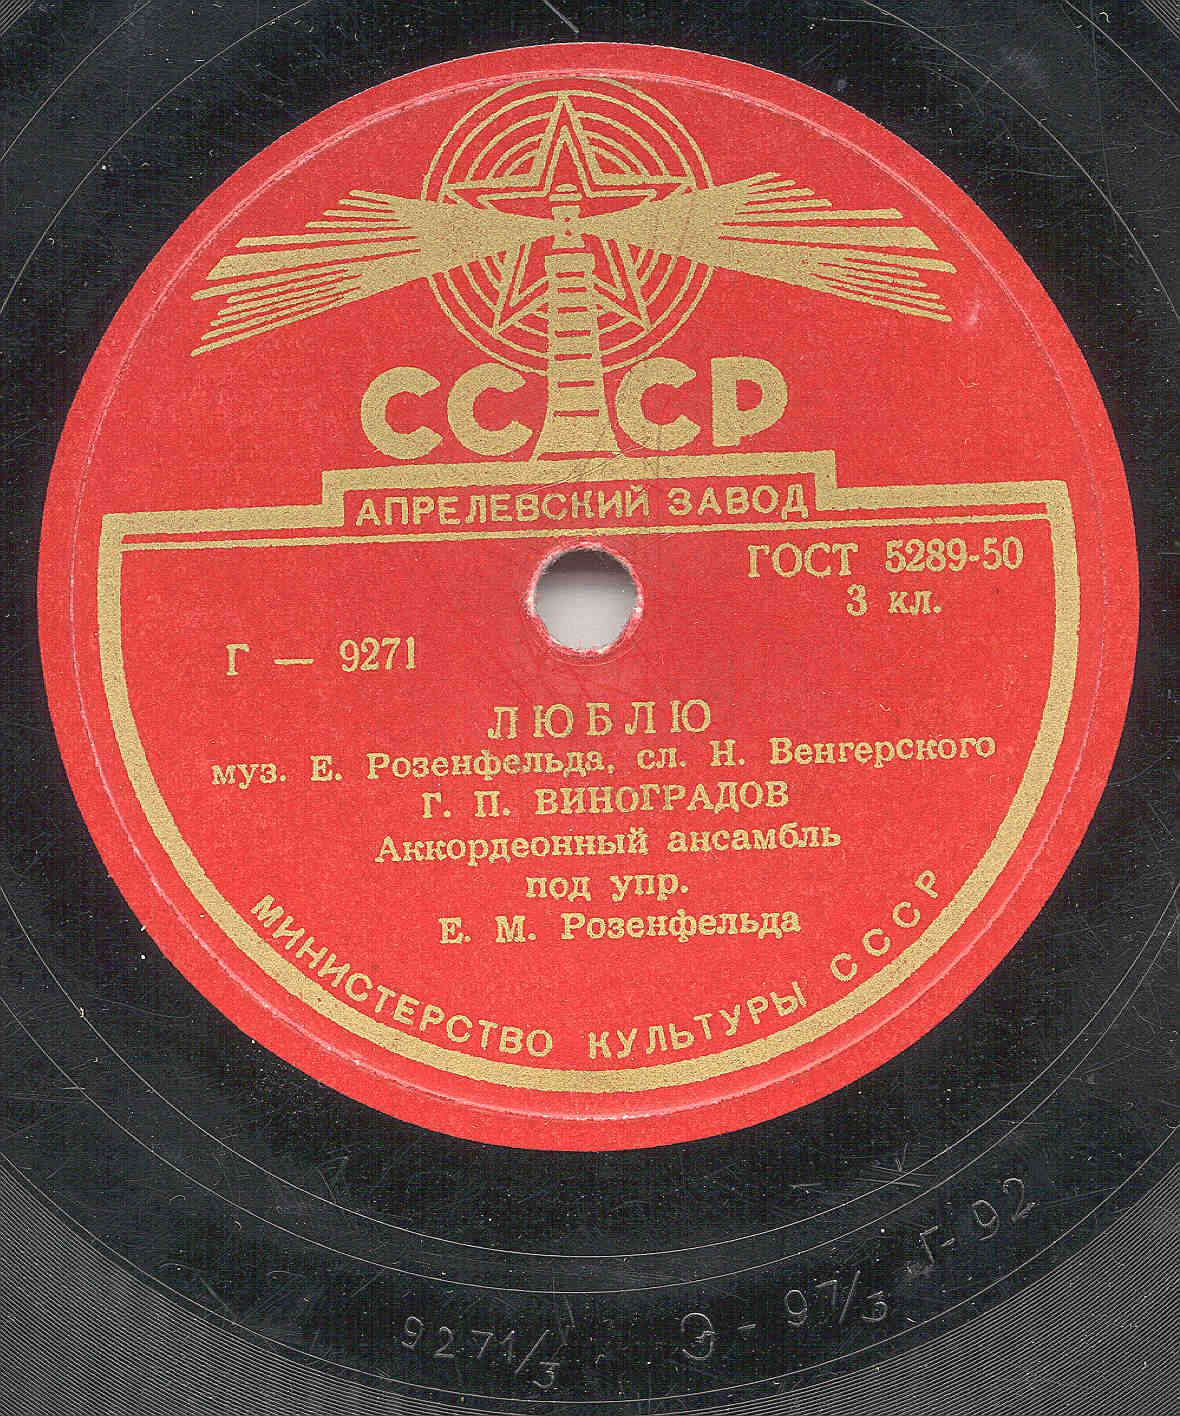 СССР
АПРЕЛЕВСКИЙ ЗАВОД
ГОСТ 5289-50
3 кл.
Г — 9271
ЛЮБЛЮ
муз. Е. Розенфельда, сл. Н. Венгерского
Г. П. ВИНОГРАДОВ
Аккордеонный ансамбль
под упр.
Е. М. Розенфельда
МИНИСТЕРСТВО КУЛЬТУРЫ СССР
9271/3 Э-97/3 Г-92